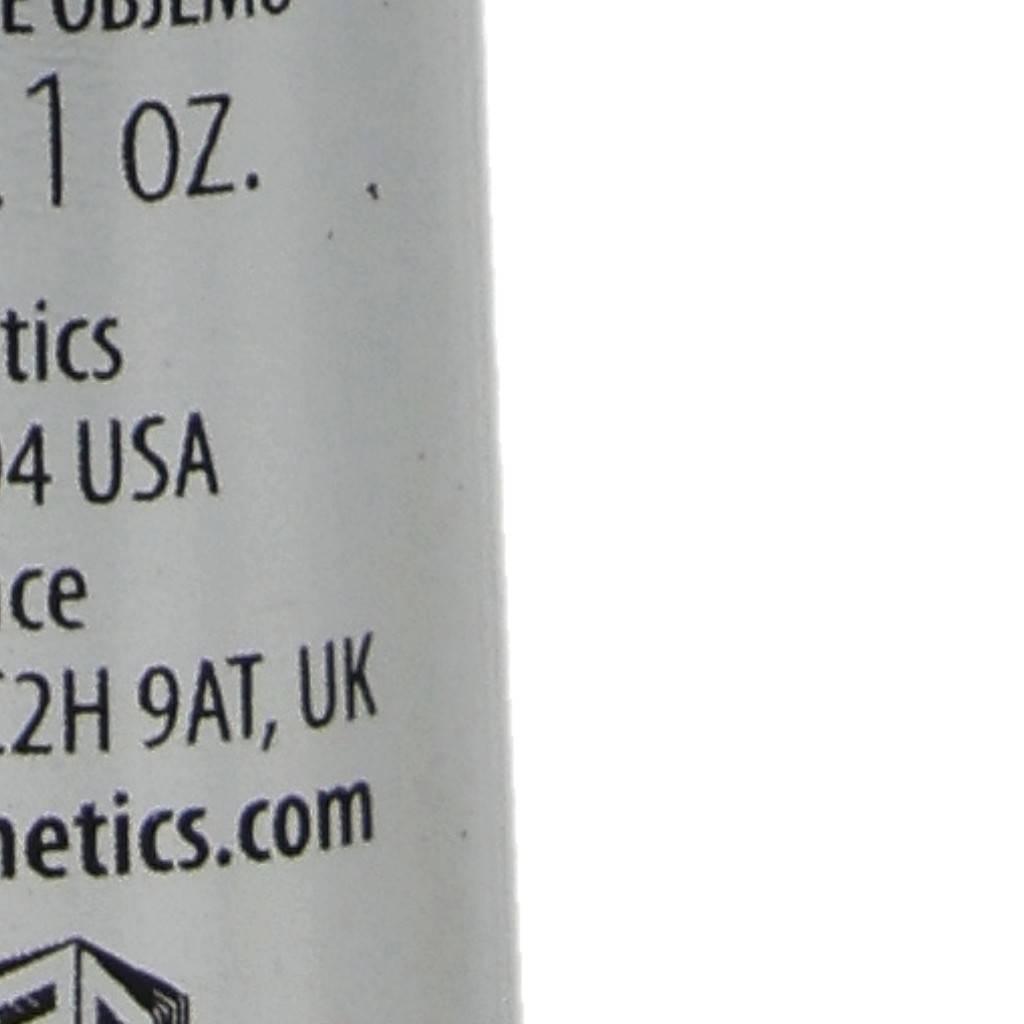 E OBJEMU
1 OZ.
tics
04 USA
ce
2H 9AT, UK
netics.com